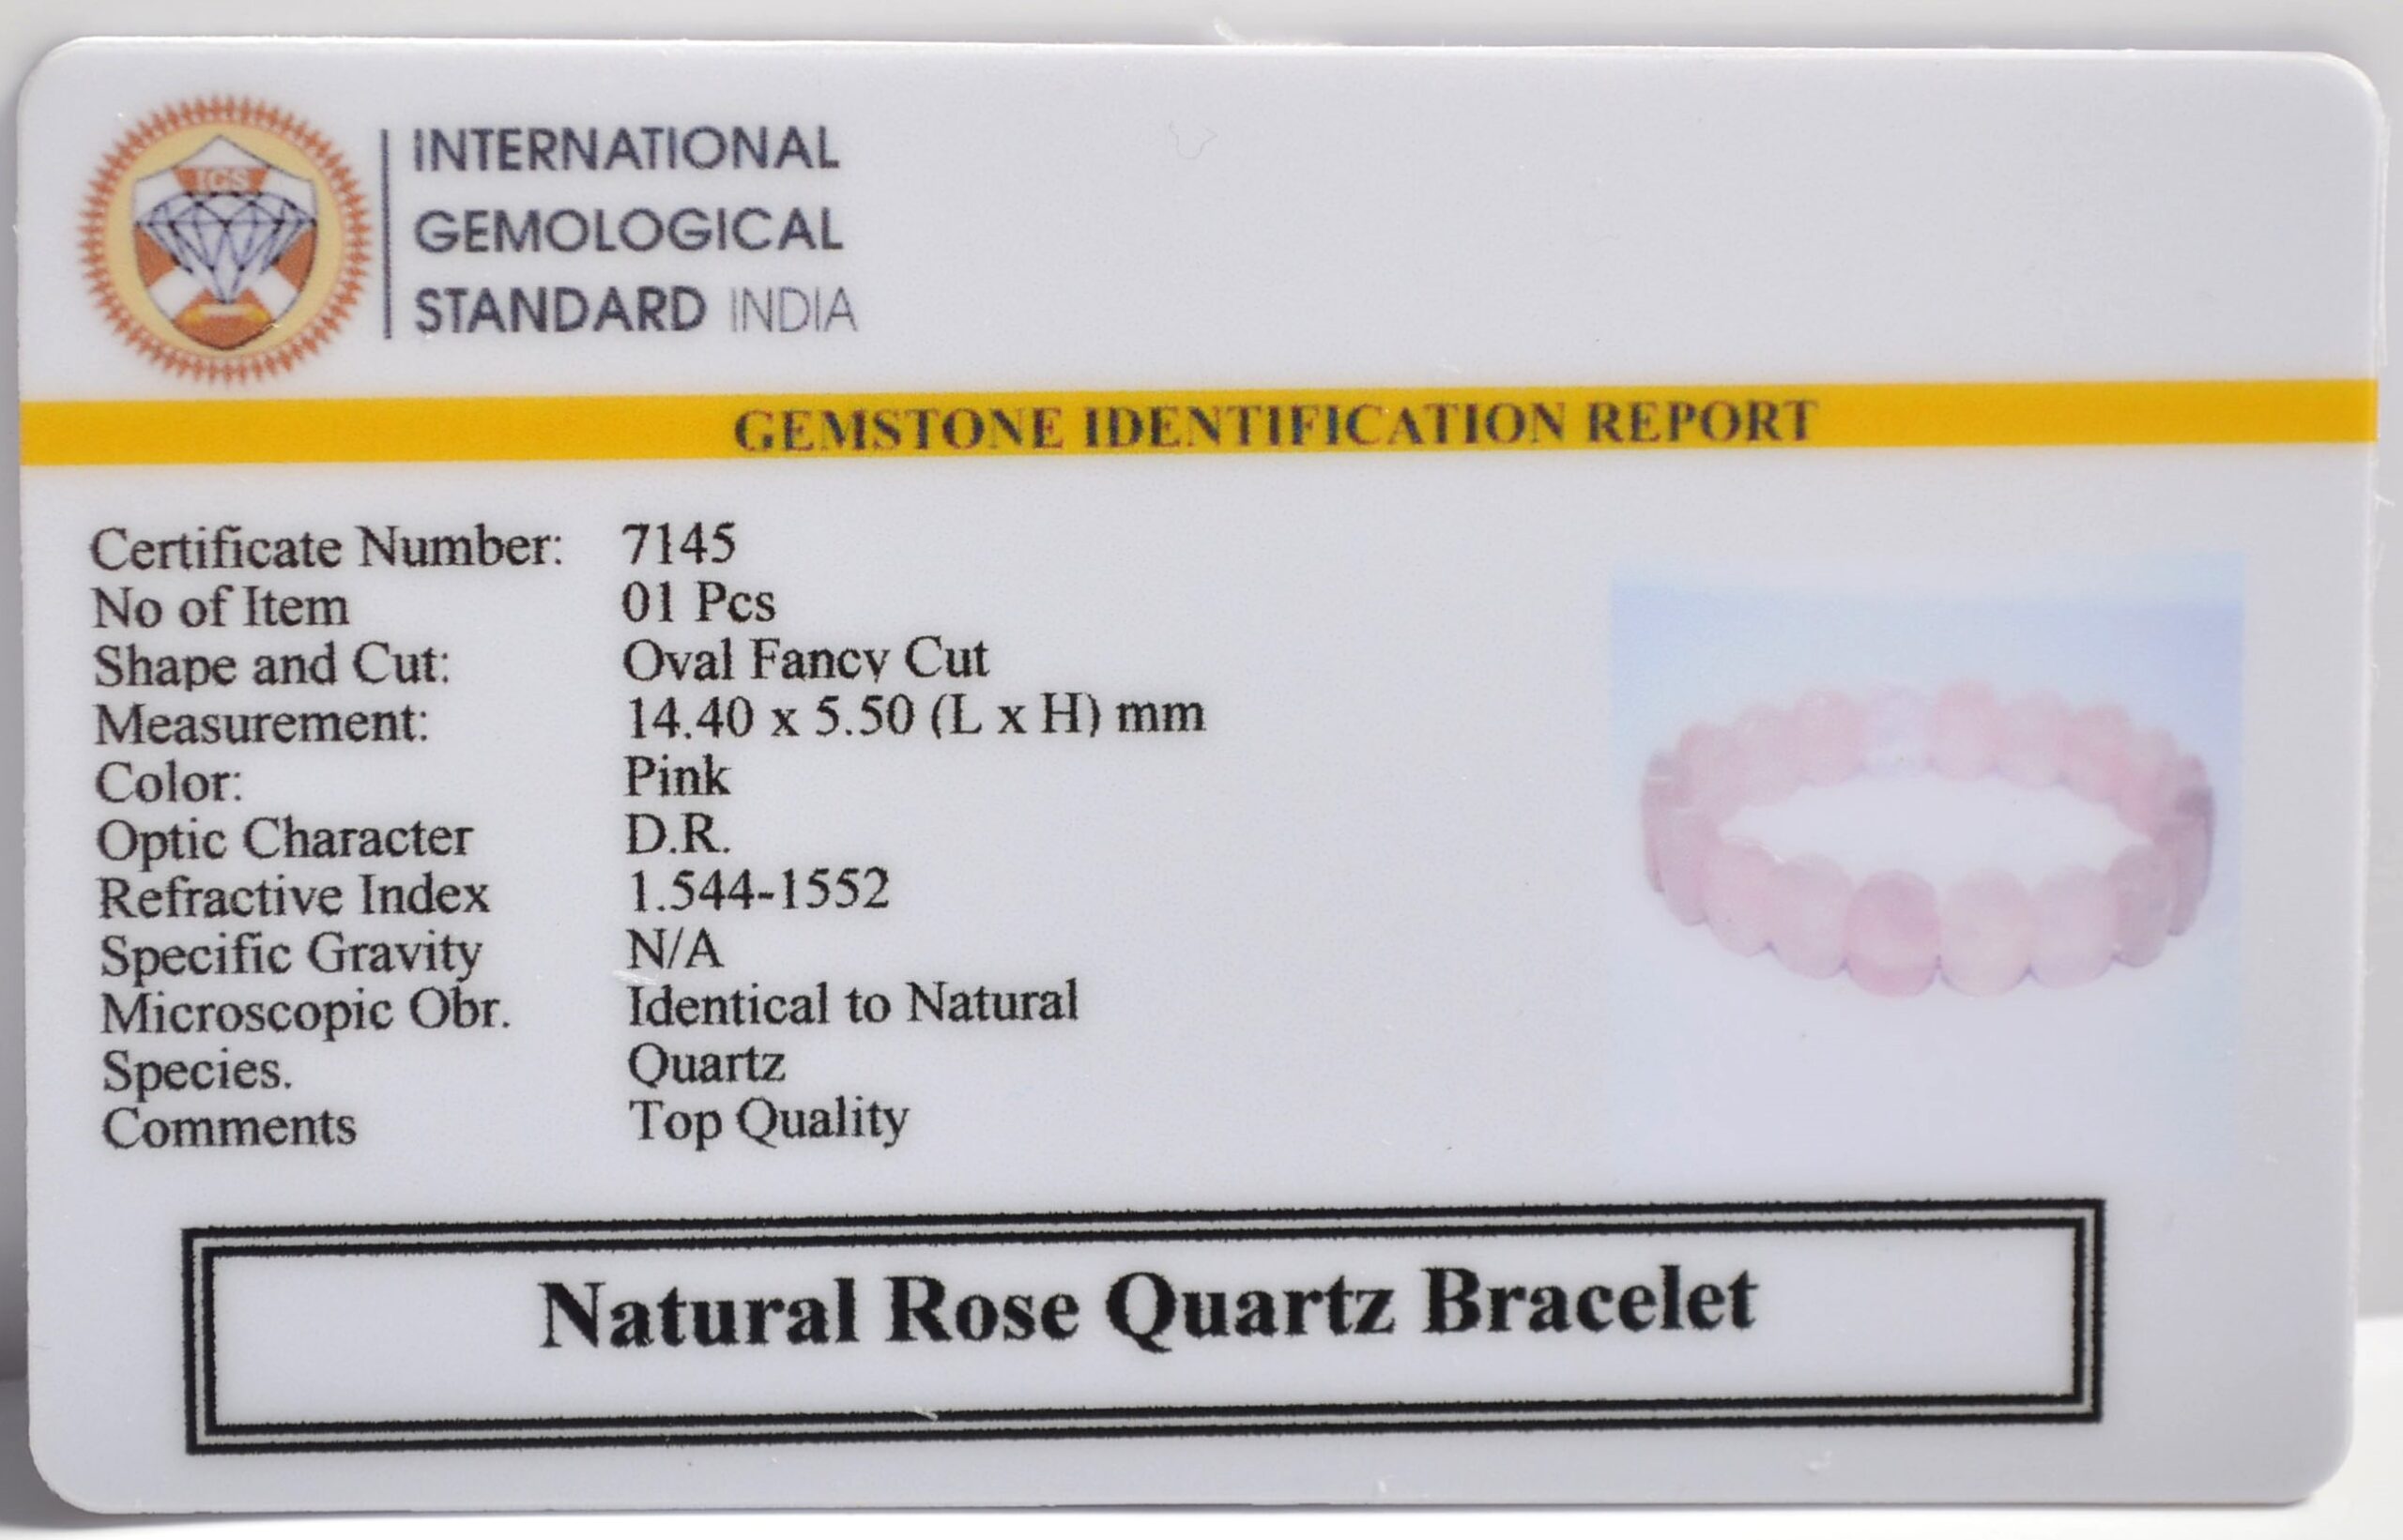 IGS
INTERNATIONAL
GEMOLOGICAL
STANDARD INDIA
GEMSTONE IDENTIFICATION REPORT
Certificate Number: 7145
No of Item 01 Pcs
Shape and Cut: Oval Fancy Cut
Measurement: 14.40 x 5.50 (L x H) mm
Color: Pink
Optic Character D.R.
Refractive Index 1.544-1552
Specific Gravity N/A
Microscopic Obr. Identical to Natural
Species. Quartz
Comments Top Quality
Natural Rose Quartz Bracelet